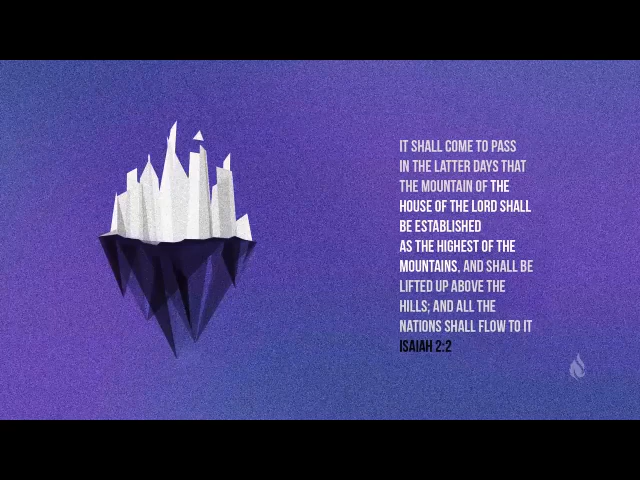 IT SHALL COME TO PASS
IN THE LATTER DAYS THAT
THE MOUNTAIN OF THE
HOUSE OF THE LORD SHALL
BE ESTABLISHED
AS THE HIGHEST OF THE
MOUNTAINS, AND SHALL BE
LIFTED UP ABOVE THE
HILLS; AND ALL THE
NATIONS SHALL FLOW TO IT
ISAIAH 2:2